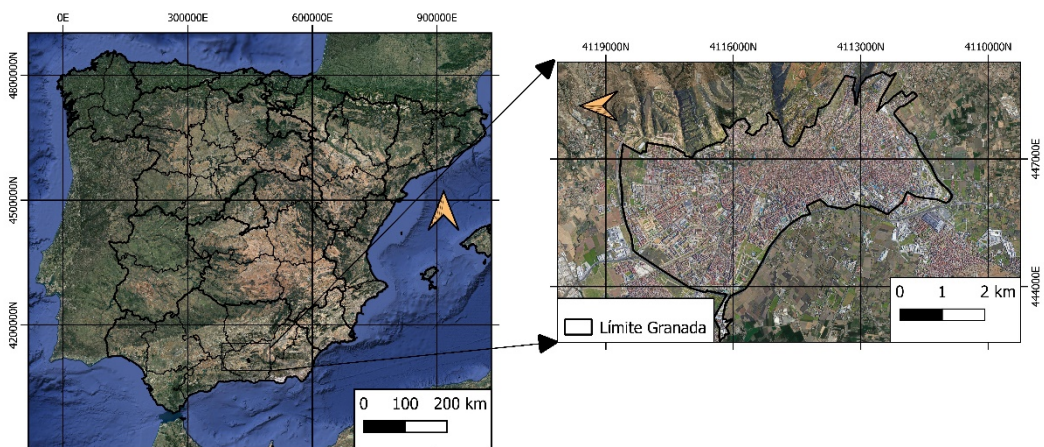 0E 300000E 600000E 900000E
4800000N
4500000N
4200000N
0 100 200 km
4119000N 4116000N 4113000N 4110000N
447000E
444000E
0 1 2 km
Límite Granada